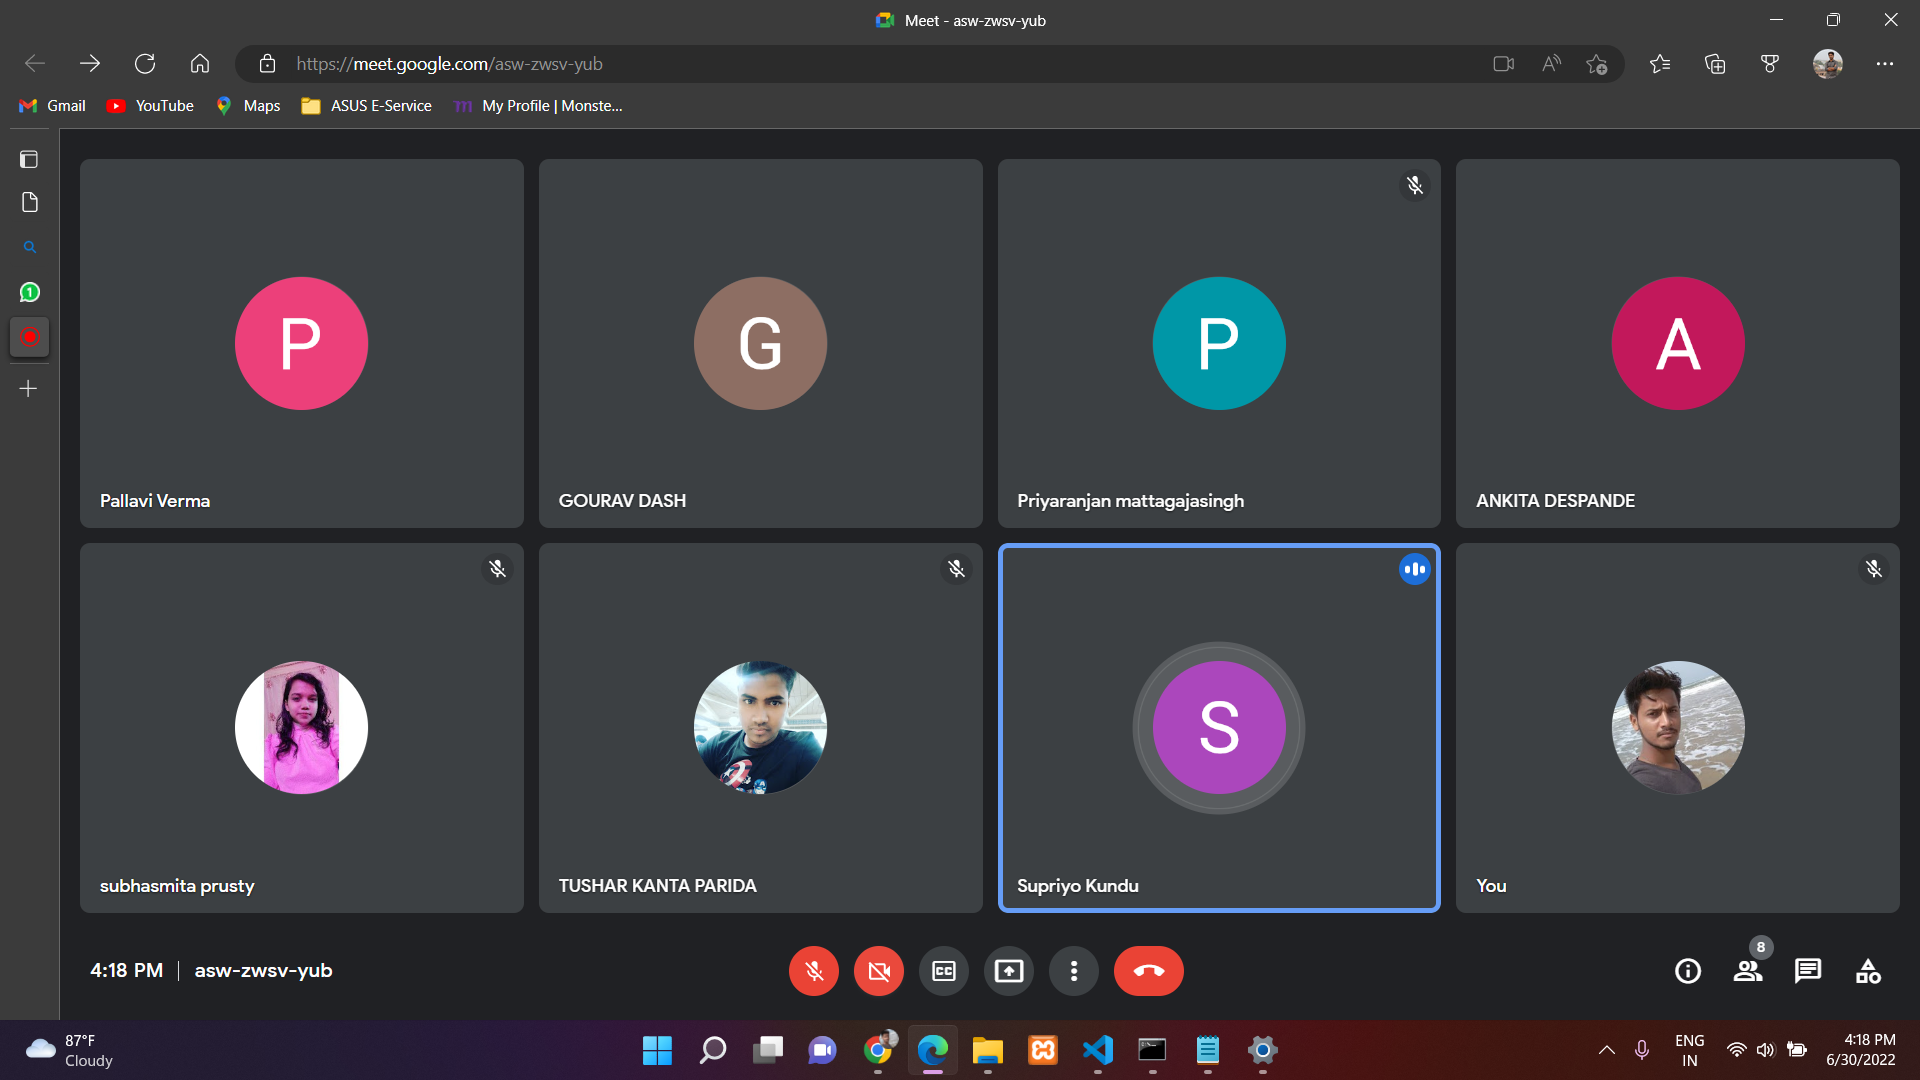 Meet - asw-zwsv-yub
https://meet.google.com/asw-zwsv-yub
Gmail
YouTube
Maps
ASUS E-Service
m My Profile | Monste...
1
P
G
P
A
Pallavi Verma
GOURAV DASH
Priyaranjan mattagajasingh
ANKITA DESPANDE
S
subhasmita prusty
TUSHAR KANTA PARIDA
Supriyo Kundu
You
4:18 PM | asw-zwsv-yub
CC
8
87°F
Cloudy
ENG
IN
4:18 PM
6/30/2022